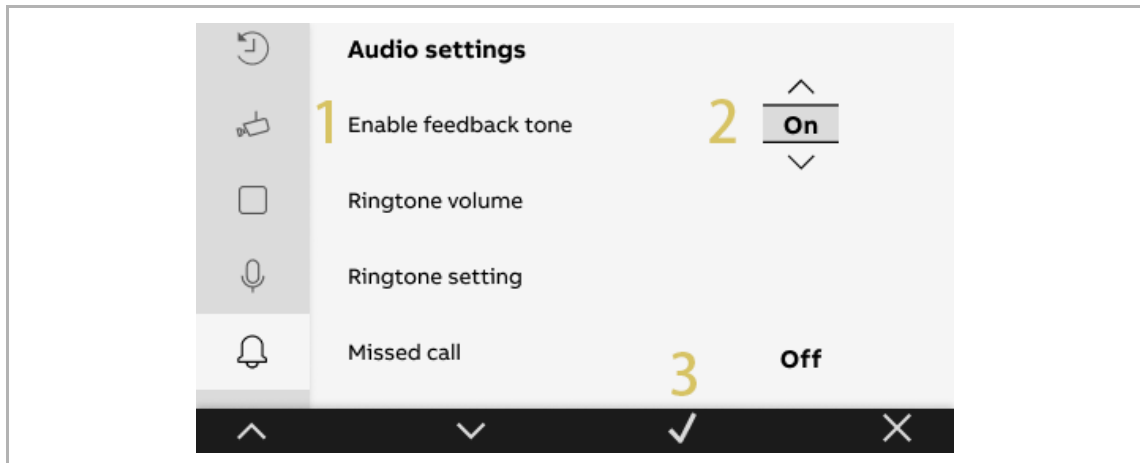 Audio settings
1 Enable feedback tone 2 On
Ringtone volume
Ringtone setting
Missed call Off
3